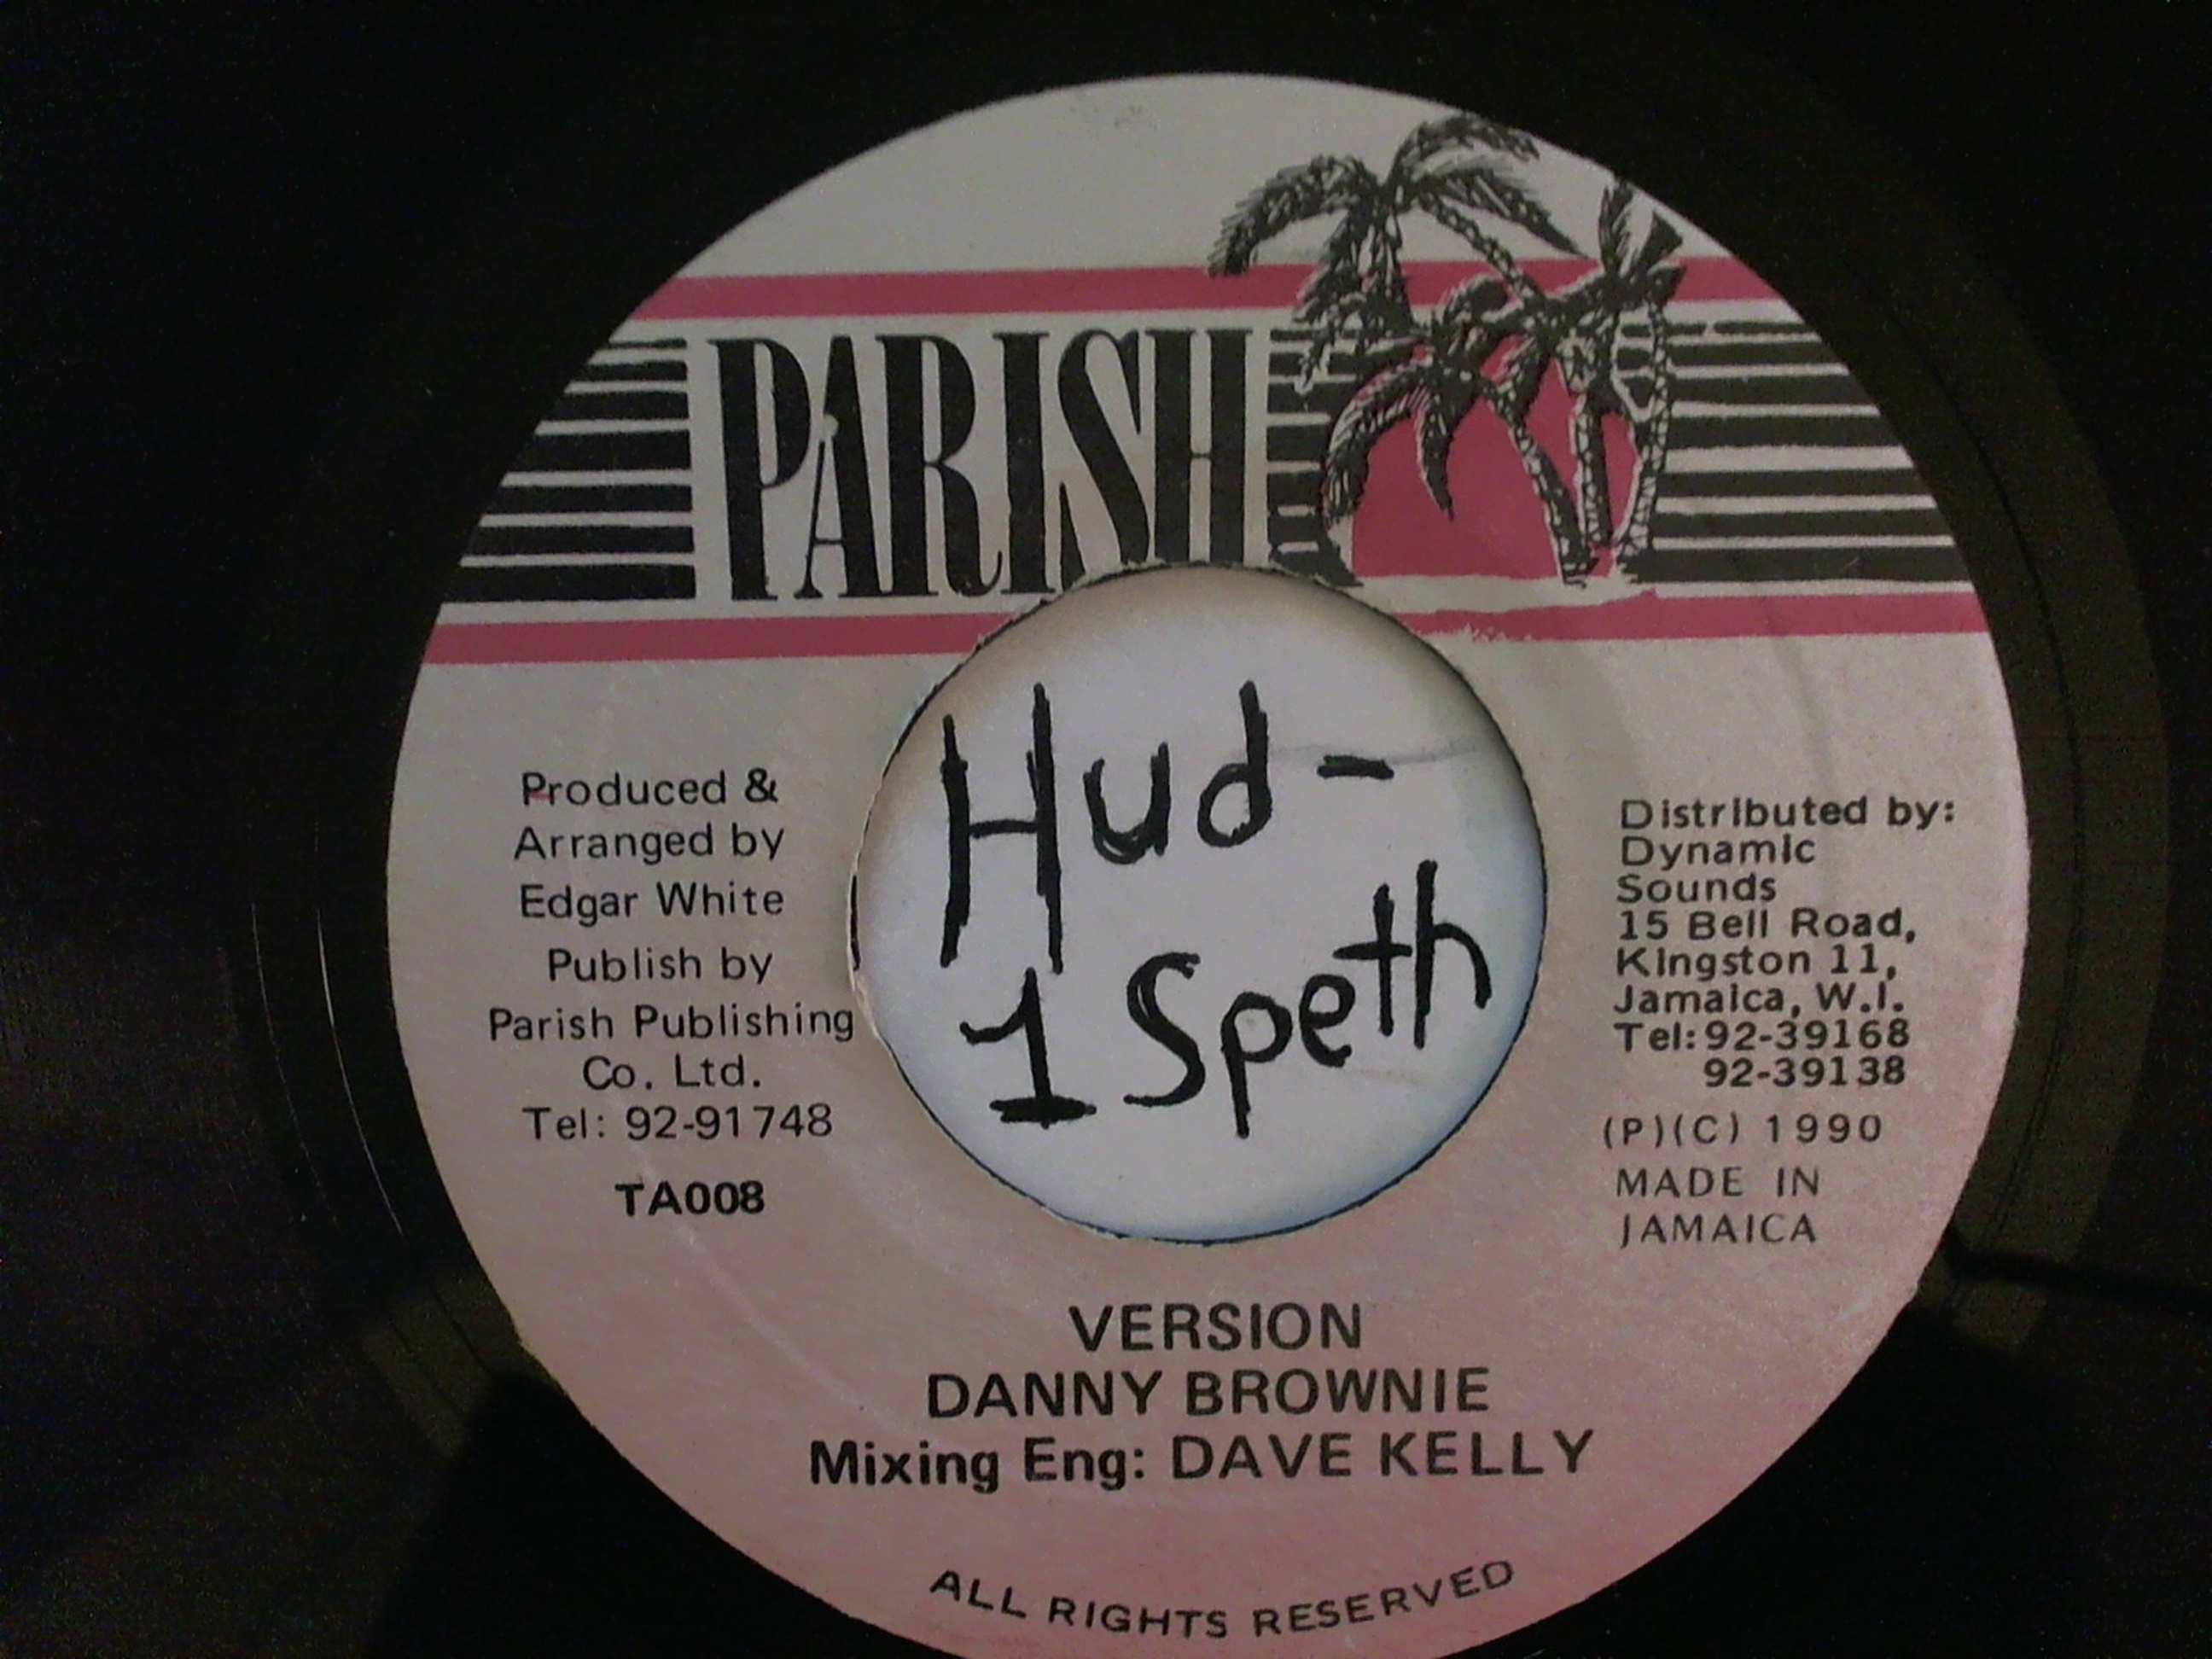 PARISH
Produced &
Arranged by
Edgar White
Publish by
Parish Publishing
Co. Ltd.
Tel: 92-91748
TA008
Hud-
1 Speth
Distributed by:
Dynamic
Sounds
15 Bell Road,
Kingston 11,
Jamaica, W.I.
Tel: 92-39168
92-39138
(P)(C) 1990
MADE IN
JAMAICA
VERSION
DANNY BROWNIE
Mixing Eng: DAVE KELLY
ALL RIGHTS RESERVED